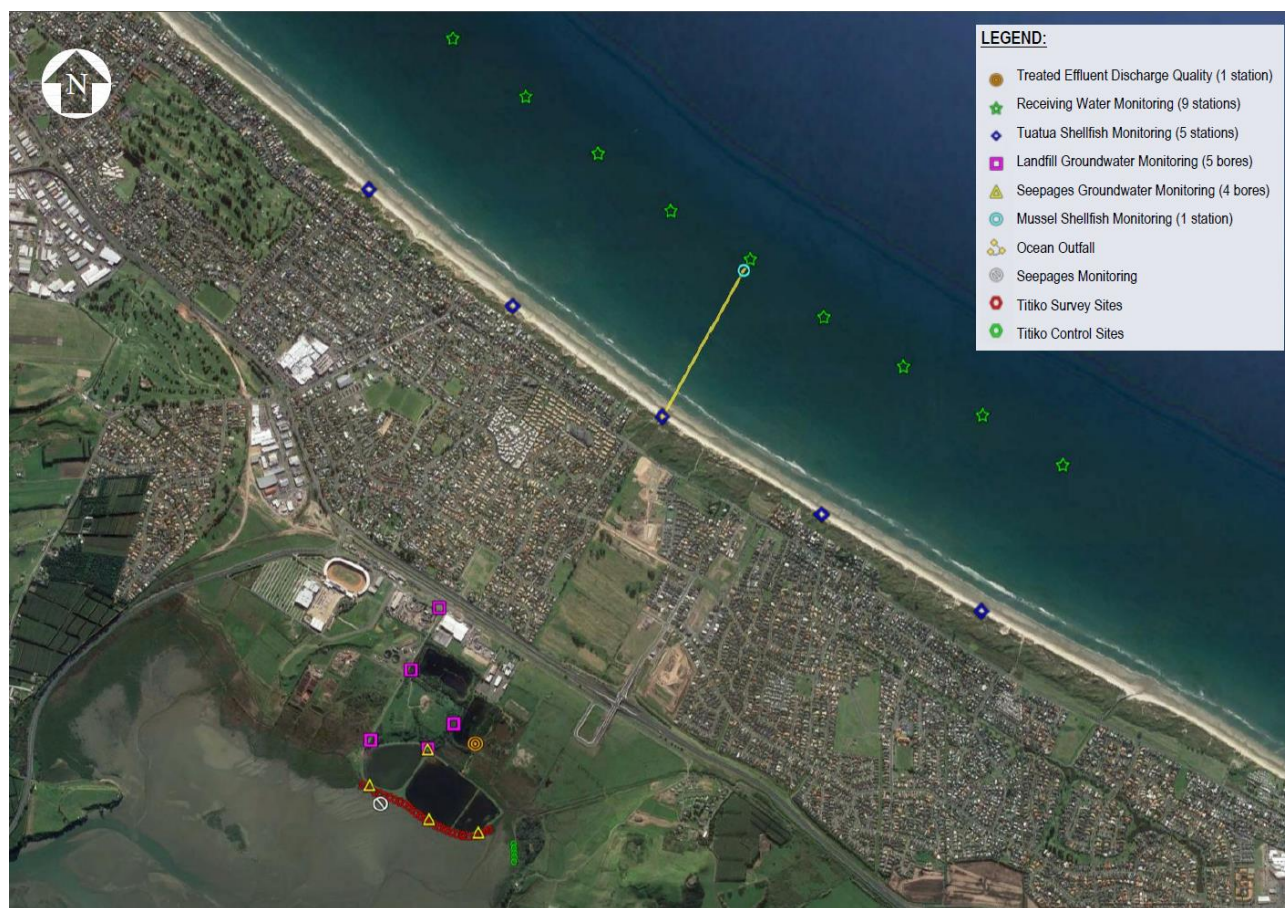 N
LEGEND:
Treated Effluent Discharge Quality (1 station)
Receiving Water Monitoring (9 stations)
Tuatua Shellfish Monitoring (5 stations)
Landfill Groundwater Monitoring (5 bores)
Seepages Groundwater Monitoring (4 bores)
Mussel Shellfish Monitoring (1 station)
Ocean Outfall
Seepages Monitoring
Titiko Survey Sites
Titiko Control Sites